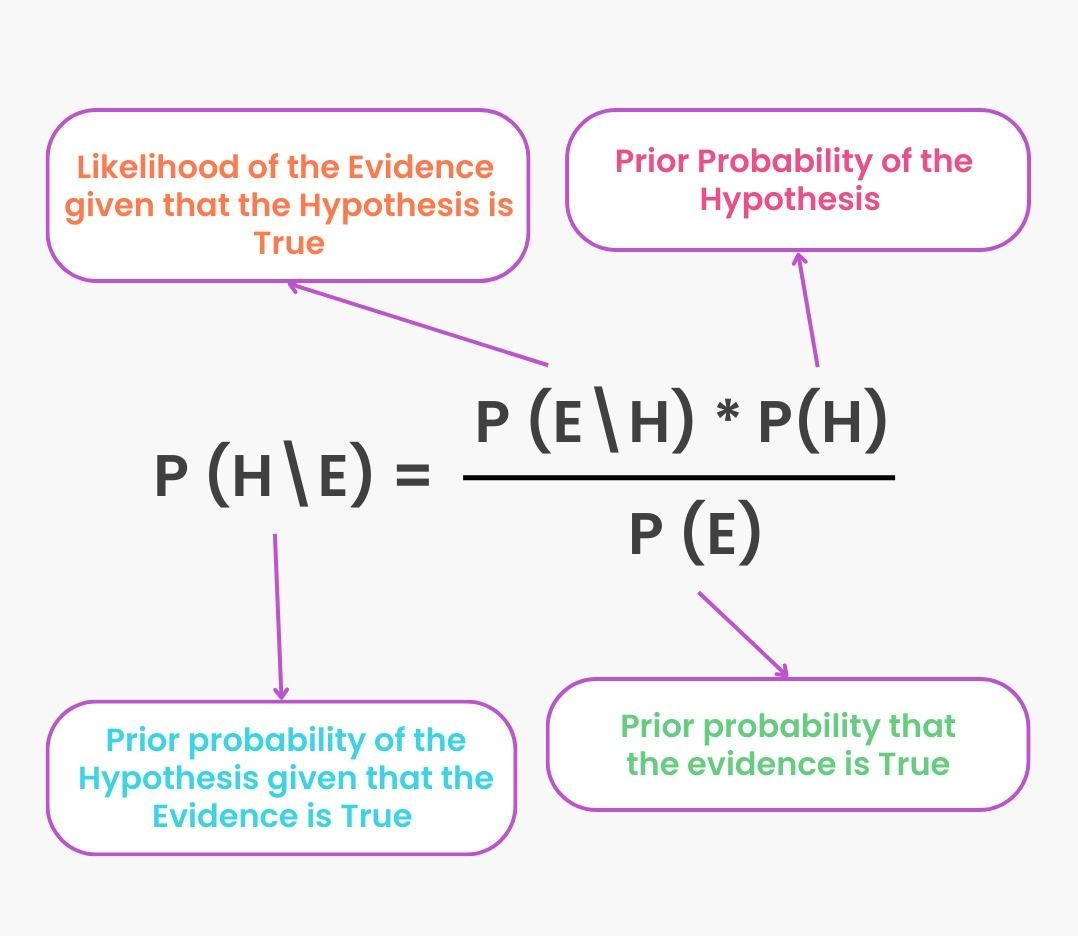 Likelihood of the Evidence
given that the Hypothesis is
True
Prior Probability of the
Hypothesis
P (E\H) * P(H)
P (H\E) =
P (E)
Prior probability of the
Hypothesis given that the
Evidence is True
Prior probability that
the evidence is True